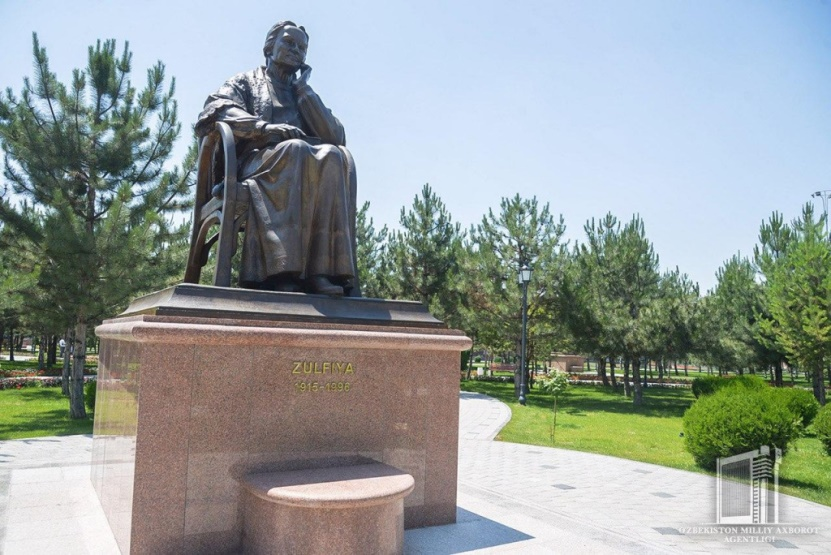 ZULFIYA
1915-1996
O'ZBEKISTON MILLIY AXBOROT
AGENTLIGI